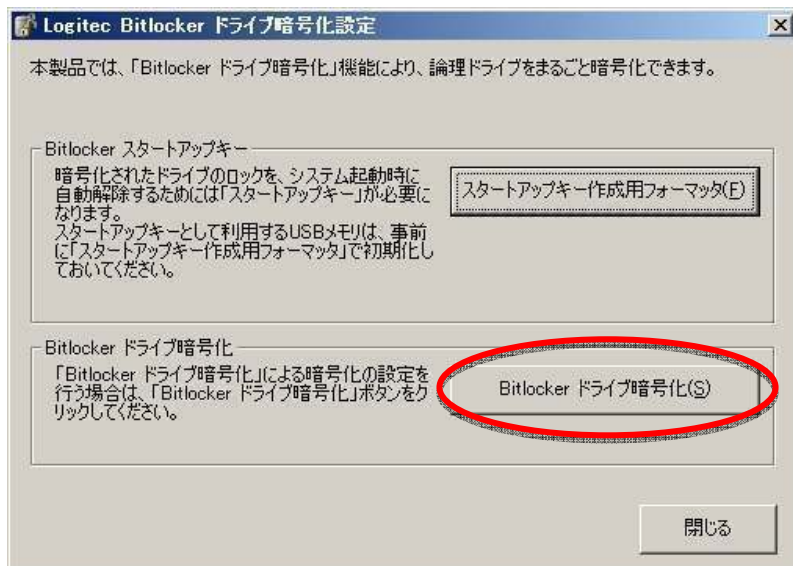 Logitec Bitlocker ドライブ暗号化設定
本製品では、「Bitlocker ドライブ暗号化」機能により、論理ドライブをまるごと暗号化できます。
Bitlocker スタートアップキー
暗号化されたドライブのロックを、システム起動時に
自動解除するためには「スタートアップキー」が必要に
なります。
スタートアップキーとして利用するUSBメモリは、事前
に「スタートアップキー作成用フォーマッタ」で初期化し
ておいてください。
スタートアップキー作成用フォーマッタ(F)
Bitlocker ドライブ暗号化
「Bitlocker ドライブ暗号化」による暗号化の設定を
行う場合は、「Bitlocker ドライブ暗号化」ボタンをク
リックしてください。
Bitlocker ドライブ暗号化(S)
閉じる